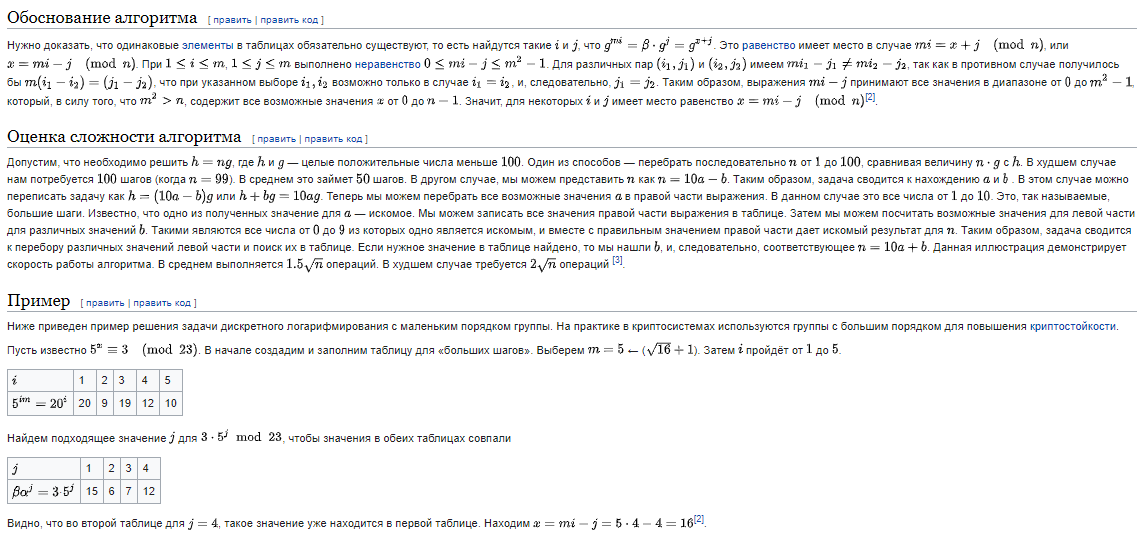 Обоснование алгоритма [ править | править код ]
Нужно доказать, что одинаковые элементы в таблицах обязательно существуют, то есть найдутся такие i и j, что g^{mi} = β · g^j = g^{x+j}. Это равенство имеет место в случае mi = x + j (mod n), или
x = mi − j (mod n). При 1 ≤ i ≤ m, 1 ≤ j ≤ m выполнено неравенство 0 ≤ mi − j ≤ m² − 1. Для различных пар (i₁, j₁) и (i₂, j₂) имеем mi₁ − j₁ ≠ mi₂ − j₂, так как в противном случае получилось
бы m(i₁ − i₂) = (j₁ − j₂), что при указанном выборе i₁, i₂ возможно только в случае i₁ = i₂, и, следовательно, j₁ = j₂. Таким образом, выражения mi − j принимают все значения в диапазоне от 0 до m² − 1,
который, в силу того, что m² > n, содержит все возможные значения x от 0 до n − 1. Значит, для некоторых i и j имеет место равенство x = mi − j (mod n)[2].
Оценка сложности алгоритма [ править | править код ]
Допустим, что необходимо решить h = ng, где h и g — целые положительные числа меньше 100. Один из способов — перебрать последовательно n от 1 до 100, сравнивая величину n · g с h. В худшем случае
нам потребуется 100 шагов (когда n = 99). В среднем это займет 50 шагов. В другом случае, мы можем представить n как n = 10a − b. Таким образом, задача сводится к нахождению a и b . В этом случае можно
переписать задачу как h = (10a − b)g или h + bg = 10ag. Теперь мы можем перебрать все возможные значения a в правой части выражения. В данном случае это все числа от 1 до 10. Это, так называемые,
большие шаги. Известно, что одно из полученных значение для a — искомое. Мы можем записать все значения правой части выражения в таблице. Затем мы можем посчитать возможные значения для левой части
для различных значений b. Такими являются все числа от 0 до 9 из которых одно является искомым, и вместе с правильным значением правой части дает искомый результат для n. Таким образом, задача сводится
к перебору различных значений левой части и поиск их в таблице. Если нужное значение в таблице найдено, то мы нашли b, и, следовательно, соответствующее n = 10a + b. Данная иллюстрация демонстрирует
скорость работы алгоритма. В среднем выполняется 1.5√n операций. В худшем случае требуется 2√n операций [3].
Пример [ править | править код ]
Ниже приведен пример решения задачи дискретного логарифмирования с маленьким порядком группы. На практике в криптосистемах используются группы с большим порядком для повышения криптостойкости.
Пусть известно 5^x ≡ 3 (mod 23). В начале создадим и заполним таблицу для «больших шагов». Выберем m = 5 ← (√16 + 1). Затем i пройдёт от 1 до 5.
i 1 2 3 4 5
5^{im} = 20^i 20 9 19 12 10
Найдем подходящее значение j для 3 · 5^j mod 23, чтобы значения в обеих таблицах совпали
j 1 2 3 4
βα^j = 3·5^j 15 6 7 12
Видно, что во второй таблице для j = 4, такое значение уже находится в первой таблице. Находим x = mi − j = 5 · 4 − 4 = 16[2].